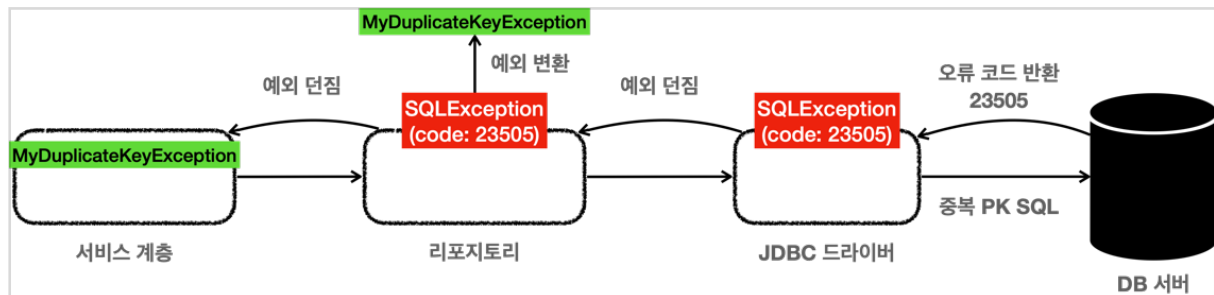 MyDuplicateKeyException
예외 변환
오류 코드 반환
23505
예외 던짐
SQLException
(code: 23505)
예외 던짐
SQLException
(code: 23505)
MyDuplicateKeyException
중복 PK SQL
서비스 계층
리포지토리
JDBC 드라이버
DB 서버